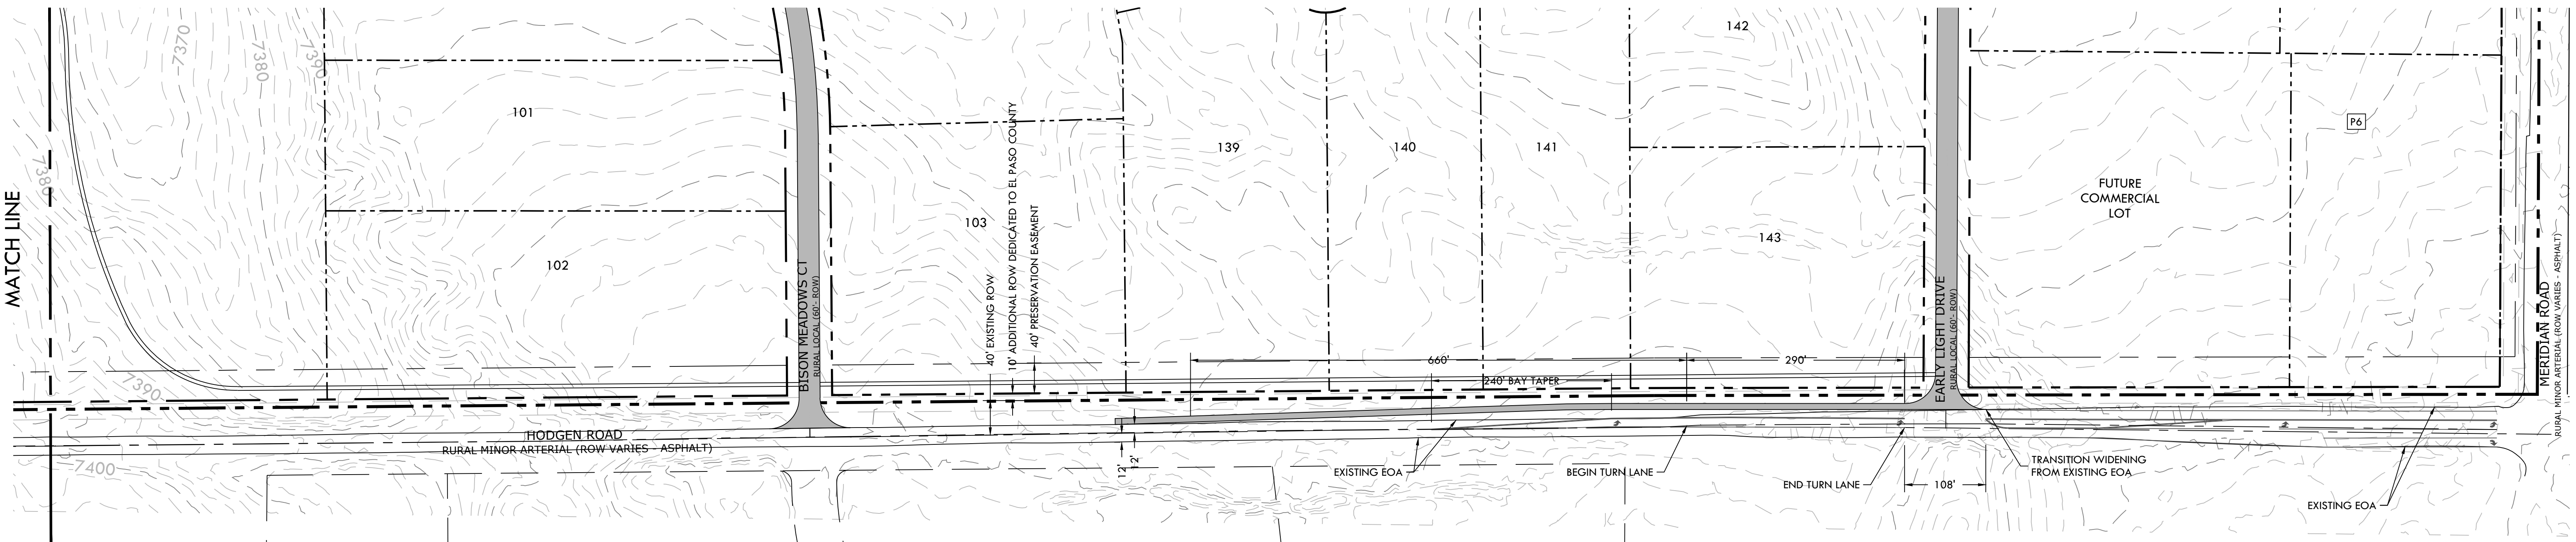 7370
7380
7390
142
101
P6
139
140
141
7380
MATCH LINE
FUTURE
COMMERCIAL
LOT
103
143
102
BISON MEADOWS CT
RURAL LOCAL (60'- ROW)
40' EXISTING ROW
10' ADDITIONAL ROW DEDICATED TO EL PASO COUNTY
40' PRESERVATION EASEMENT
EARLY LIGHT DRIVE
RURAL LOCAL (60'- ROW)
MERIDIAN ROAD
RURAL MINOR ARTERIAL (ROW VARIES - ASPHALT)
660'
290'
240' BAY TAPER
7390
HODGEN ROAD
RURAL MINOR ARTERIAL (ROW VARIES - ASPHALT)
7400
12'
12'
EXISTING EOA
BEGIN TURN LANE
END TURN LANE
108'
TRANSITION WIDENING
FROM EXISTING EOA
EXISTING EOA